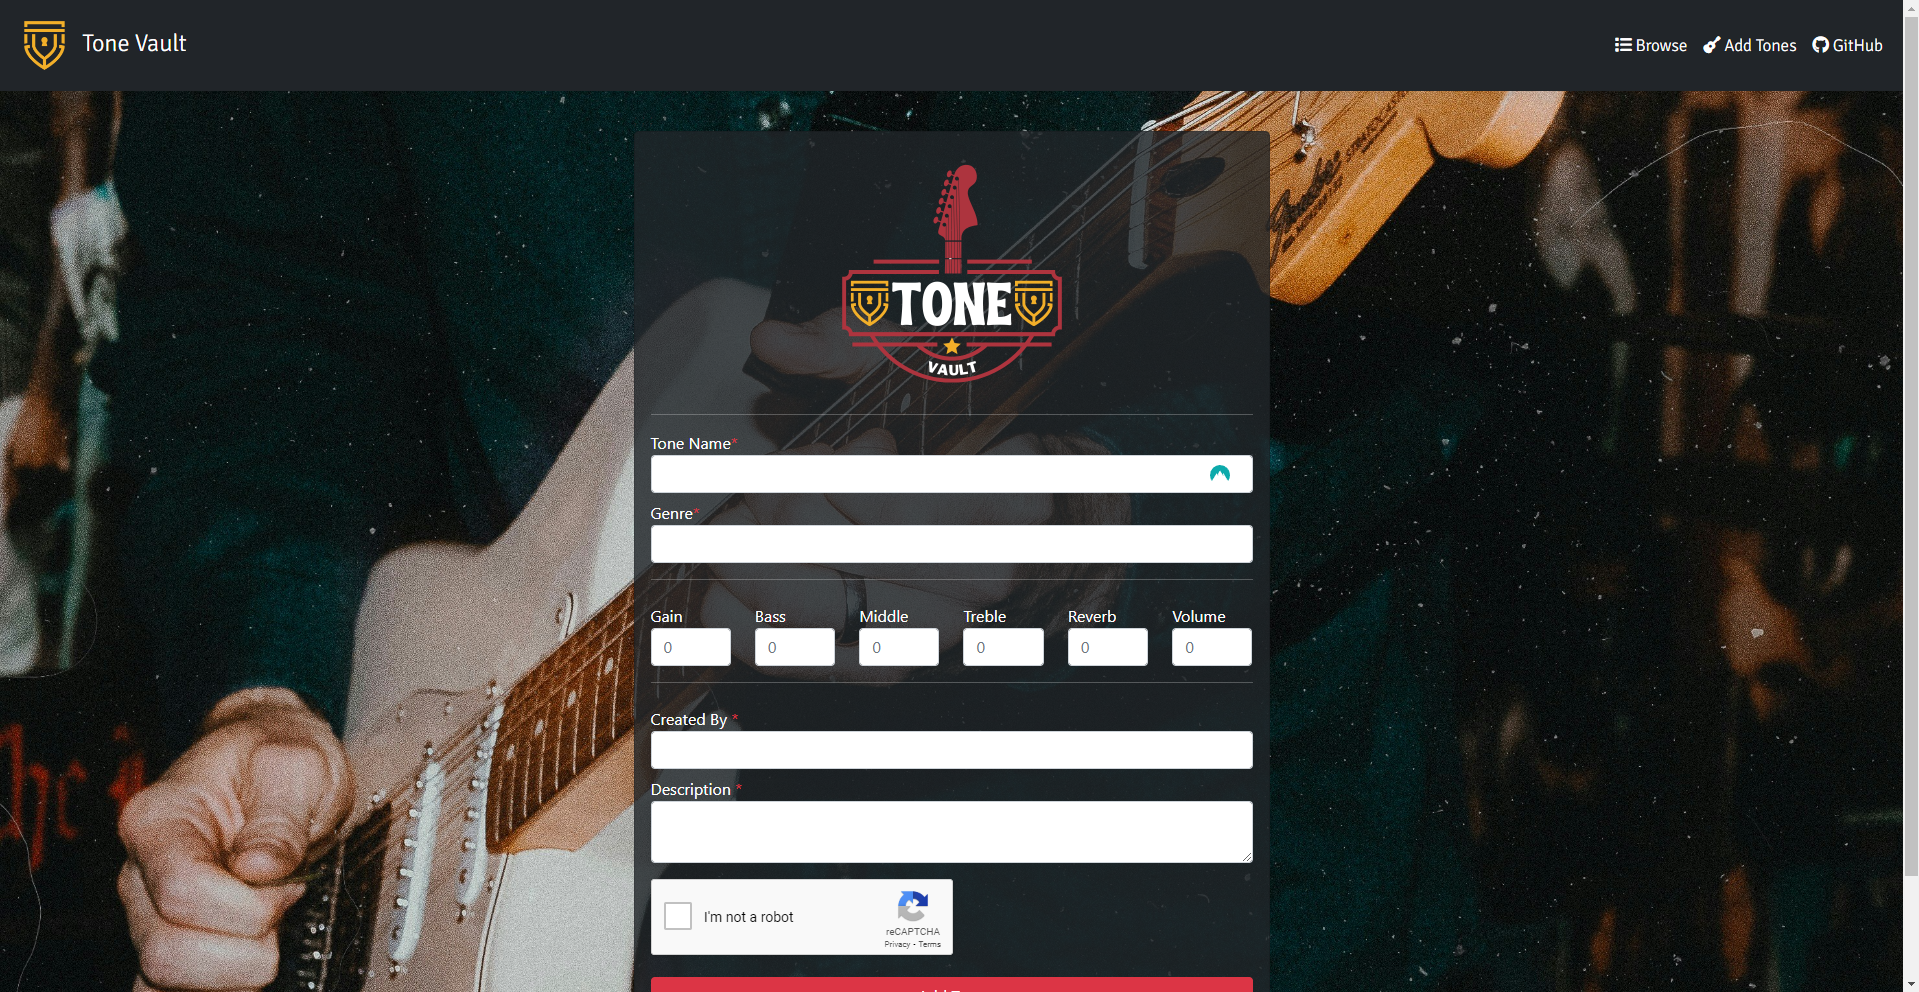 Tone Vault
Browse
Add Tones
GitHub
Fender
TONE
VAULT
Tone Name*
Genre*
Gain Bass Middle Treble Reverb Volume
0 0 0 0 0 0
Created By *
Description *
I'm not a robot
reCAPTCHA
Privacy - Terms